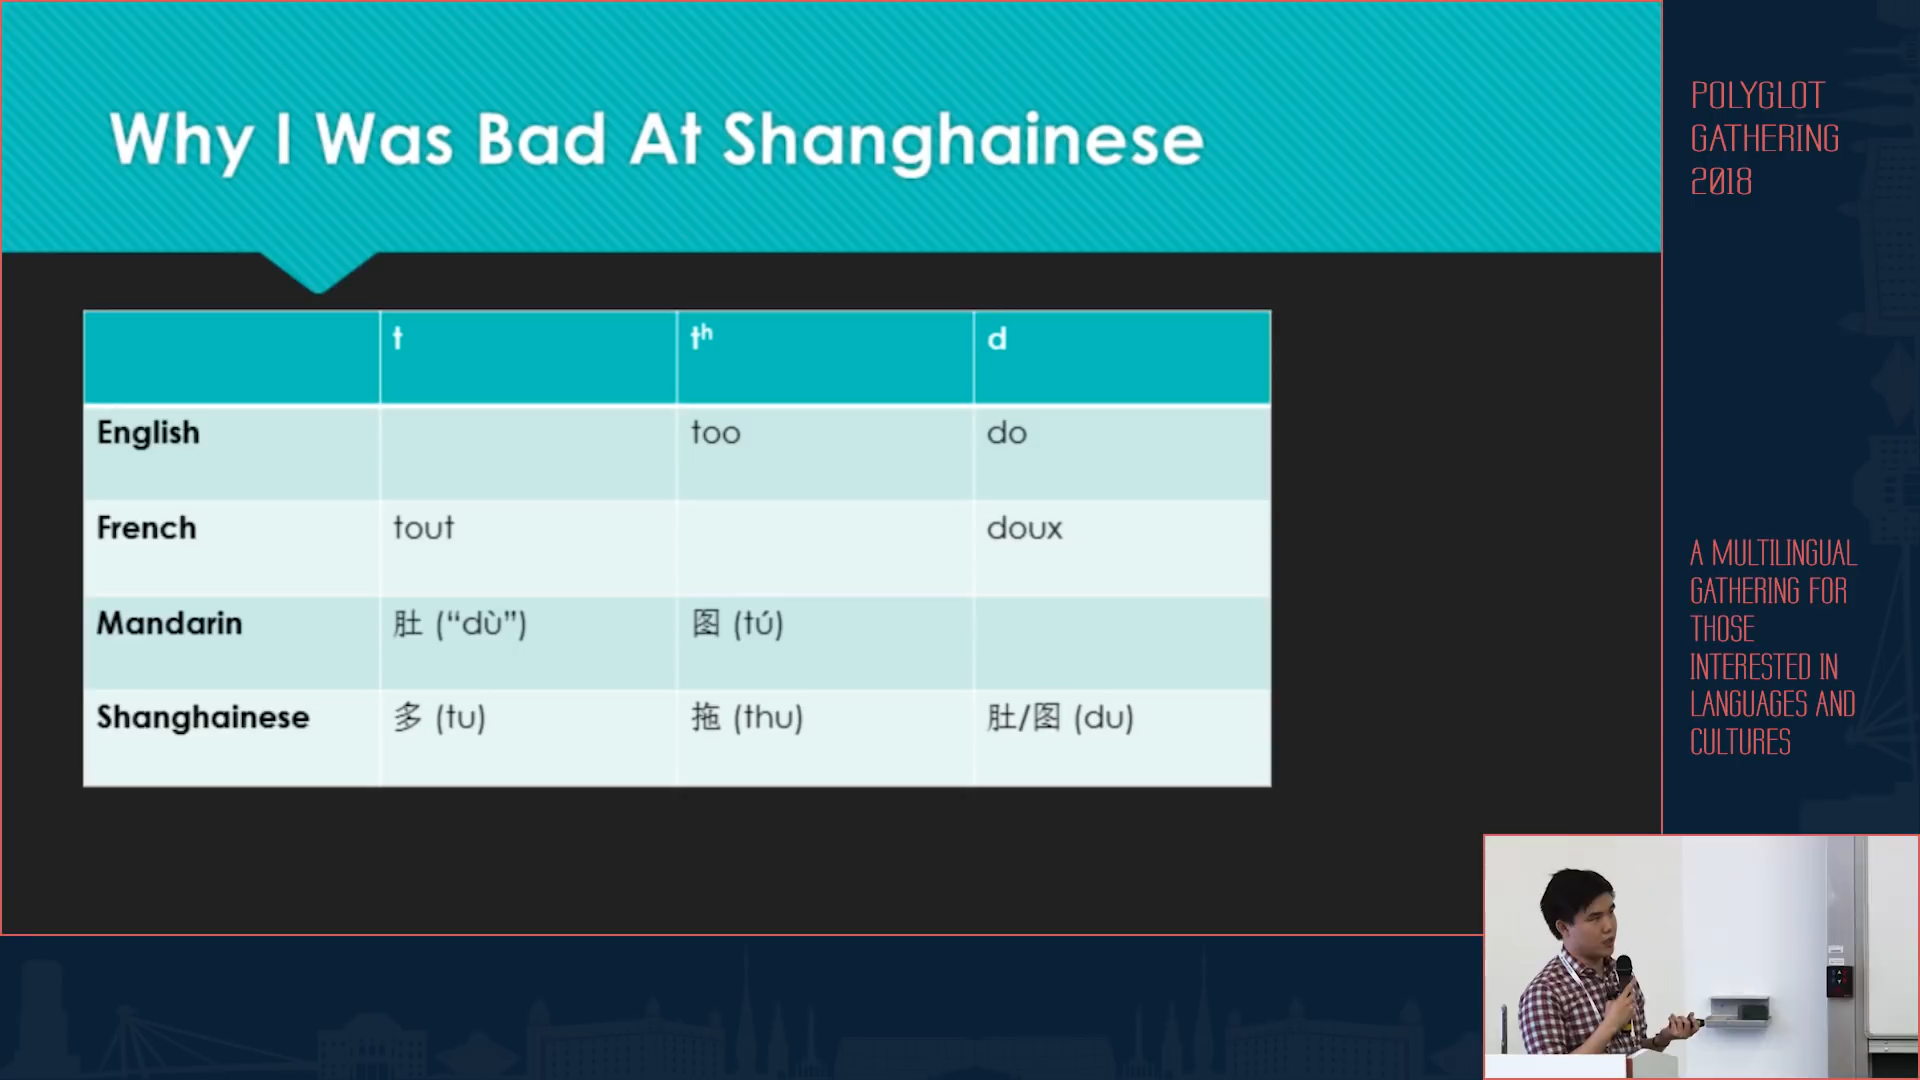 Why I Was Bad At Shanghainese
t tʰ d
English too do
French tout doux
Mandarin 肚 (“dù”) 图 (tú)
Shanghainese 多 (tu) 拖 (thu) 肚/图 (du)
POLYGLOT
GATHERING
2018
A MULTILINGUAL
GATHERING FOR
THOSE
INTERESTED IN
LANGUAGES AND
CULTURES